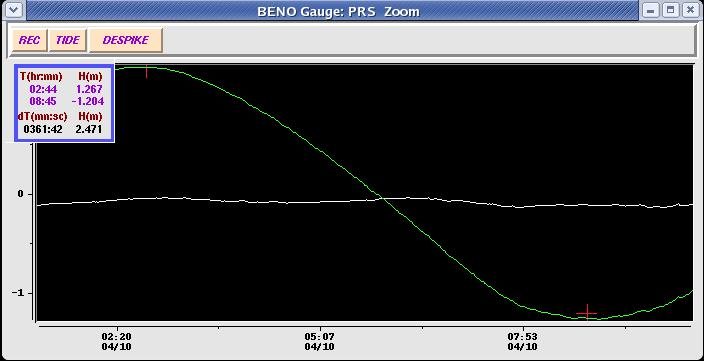 BENO Gauge: PRS Zoom
REC TIDE DESPIKE
T(hr:mm) H(m)
02:44 1.267
08:45 -1.204
dT(mn:sc) H(m)
0361:42 2.471
0
-1
02:20 05:07 07:53
04/10 04/10 04/10